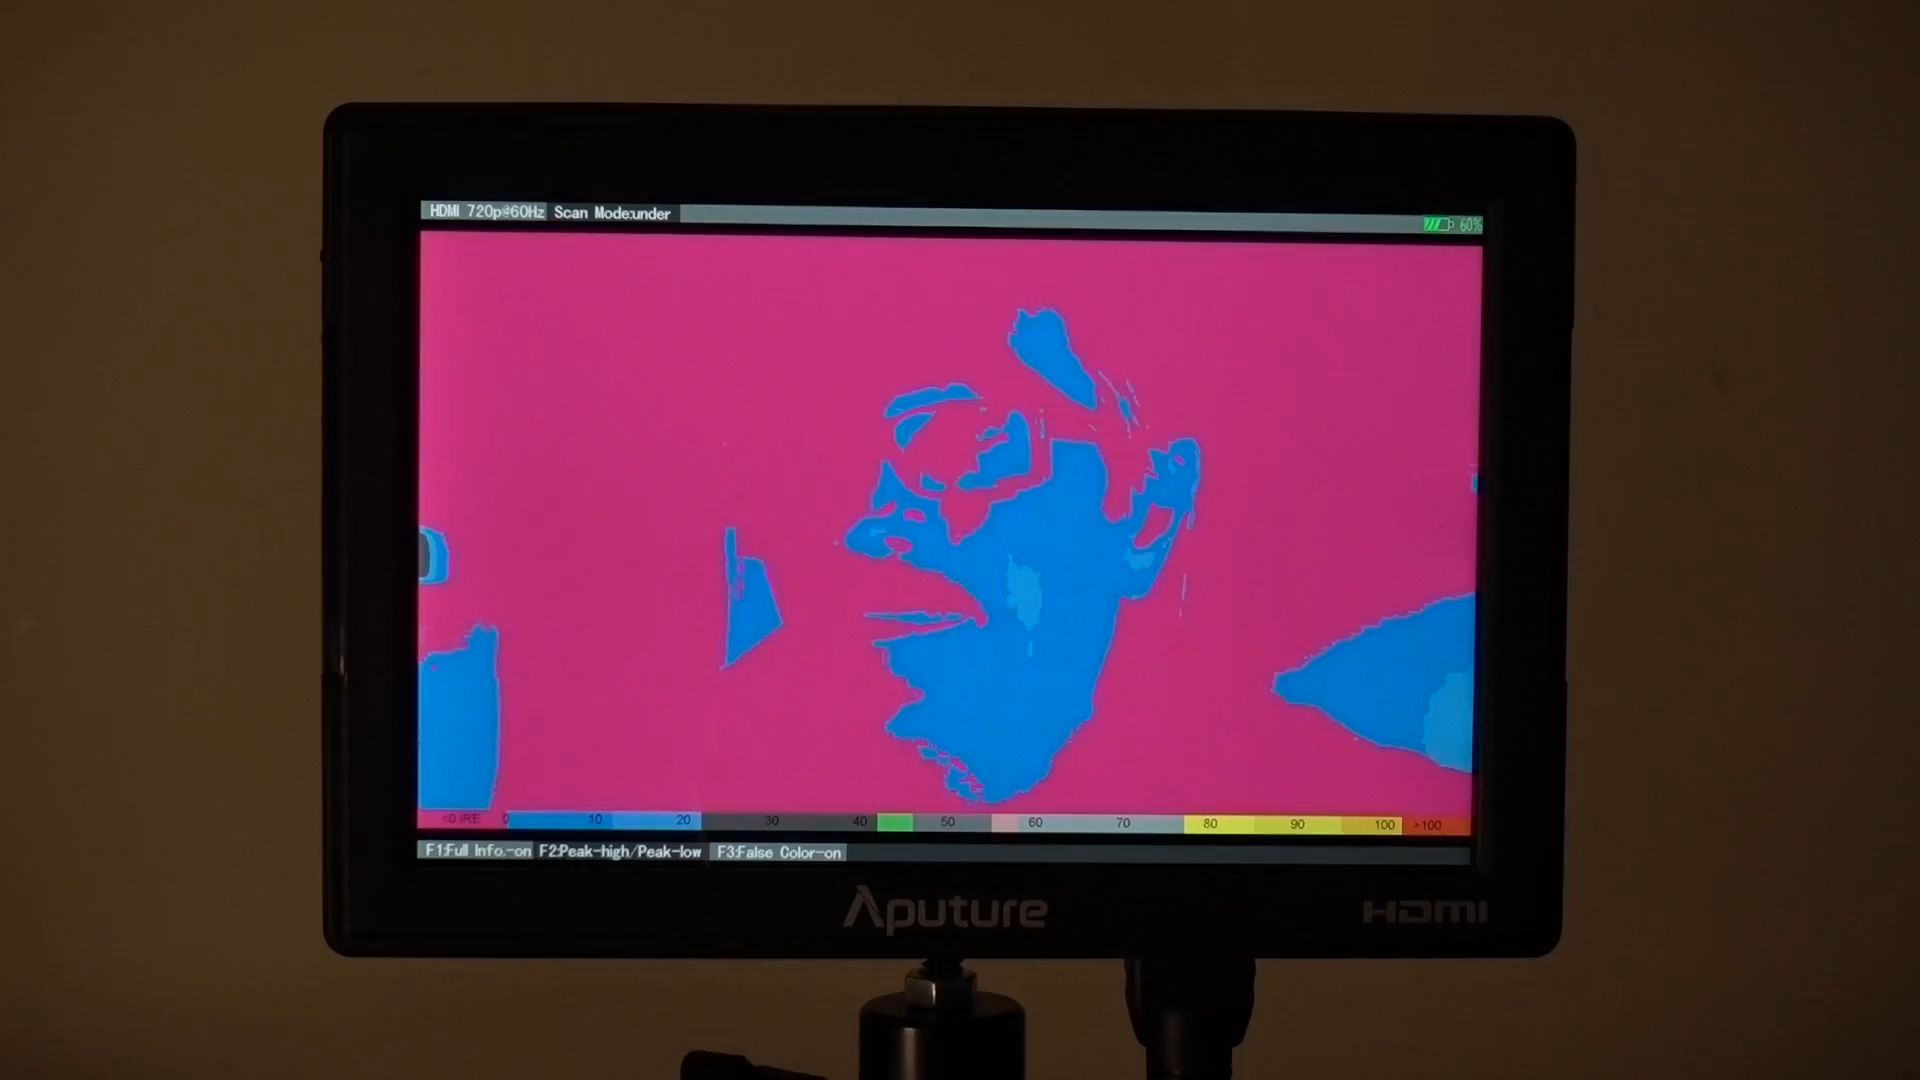 HDMI 720p@60Hz Scan Mode:under 60%
<0 IRE 0 10 20 30 40 50 60 70 80 90 100 >100
F1:Full Info.-on F2:Peak-high/Peak-low F3:False Color-on
Aputure HDMI